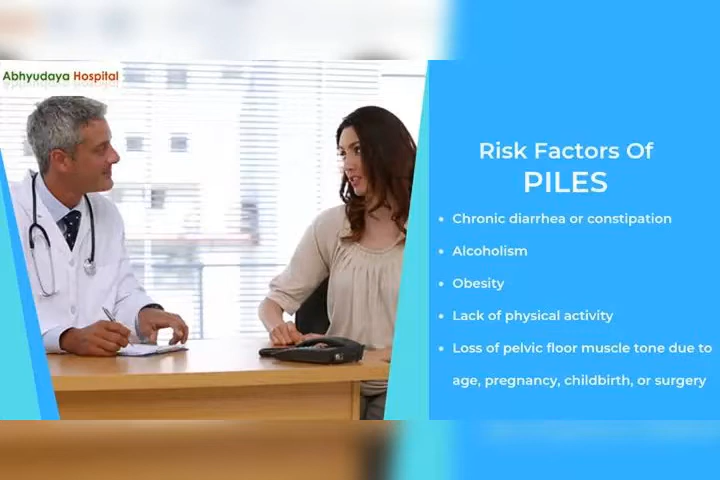 Abhyudaya Hospital
Risk Factors Of
PILES
• Chronic diarrhea or constipation
• Alcoholism
• Obesity
• Lack of physical activity
• Loss of pelvic floor muscle tone due to
age, pregnancy, childbirth, or surgery